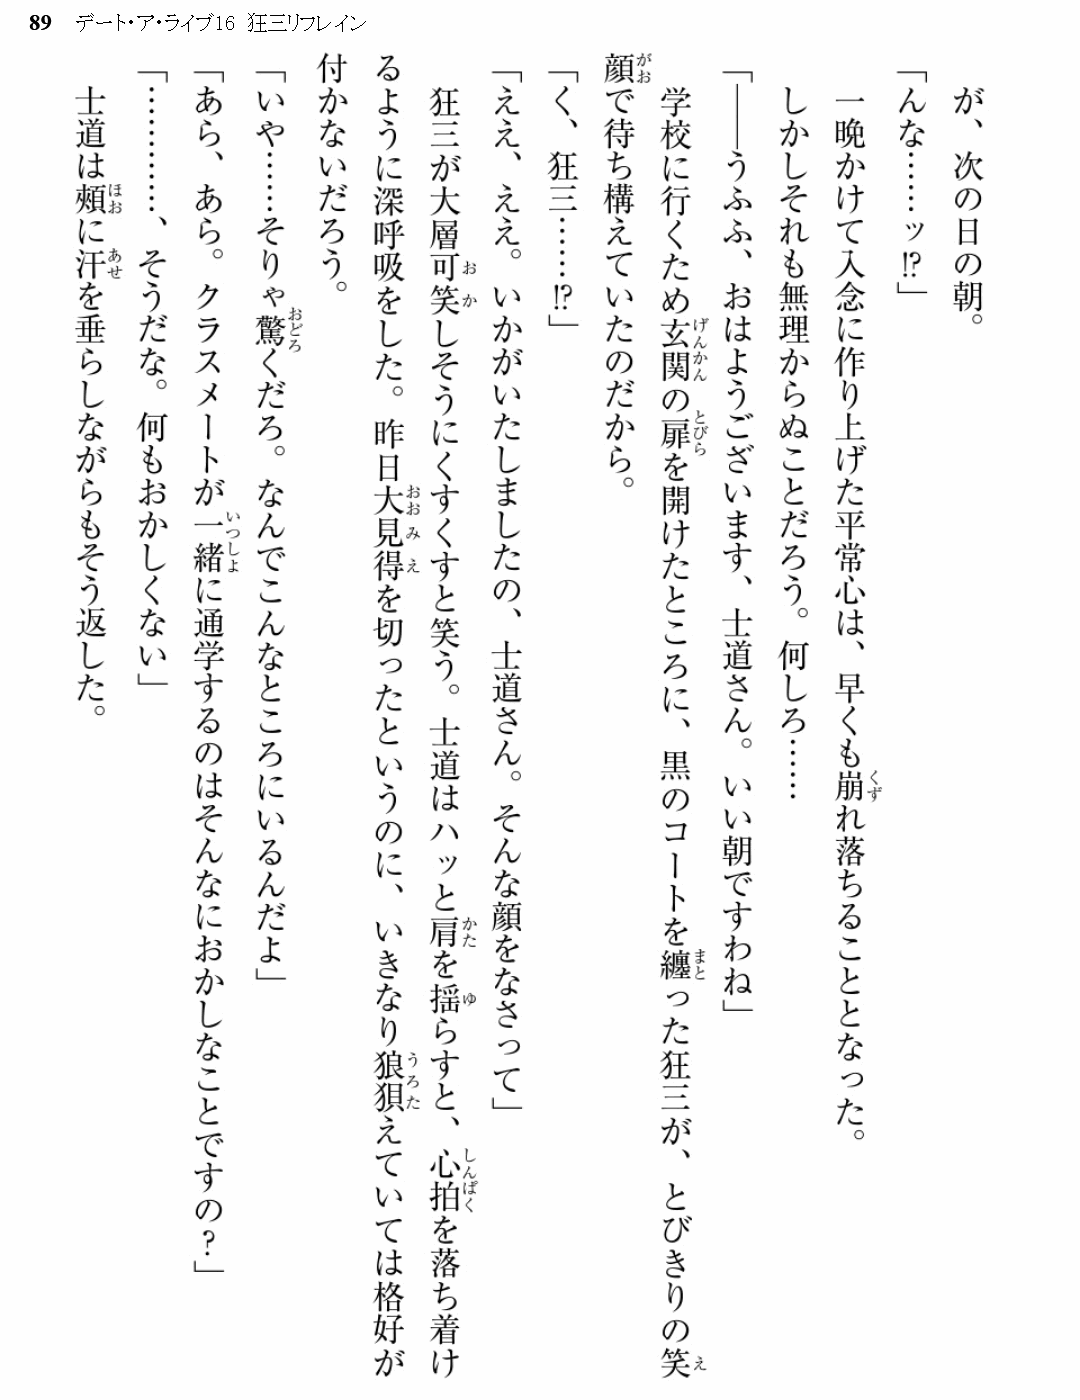 89 デート・ア・ライブ16 狂三リフレイン
が、次の日の朝。
「んな……ッ!?」
一晩かけて入念に作り上げた平常心は、早くも崩れ落ちることとなった。
しかしそれも無理からぬことだろう。何しろ……
「――うふふ、おはようございます、士道さん。いい朝ですわね」
学校に行くため玄関の扉を開けたところに、黒のコートを纏った狂三が、とびきりの笑
顔で待ち構えていたのだから。
「く、狂三……!?」
「ええ、ええ。いかがいたしましたの、士道さん。そんな顔をなさって」
狂三が大層可笑しそうにくすくすと笑う。士道はハッと肩を揺らすと、心拍を落ち着け
るように深呼吸をした。昨日大見得を切ったというのに、いきなり狼狽えていては格好が
付かないだろう。
「いや……そりゃ驚くだろ。なんでこんなところにいるんだよ」
「あら、あら。クラスメートが一緒に通学するのはそんなにおかしなことですの？」
「…………、そうだな。何もおかしくない」
士道は頰に汗を垂らしながらもそう返した。